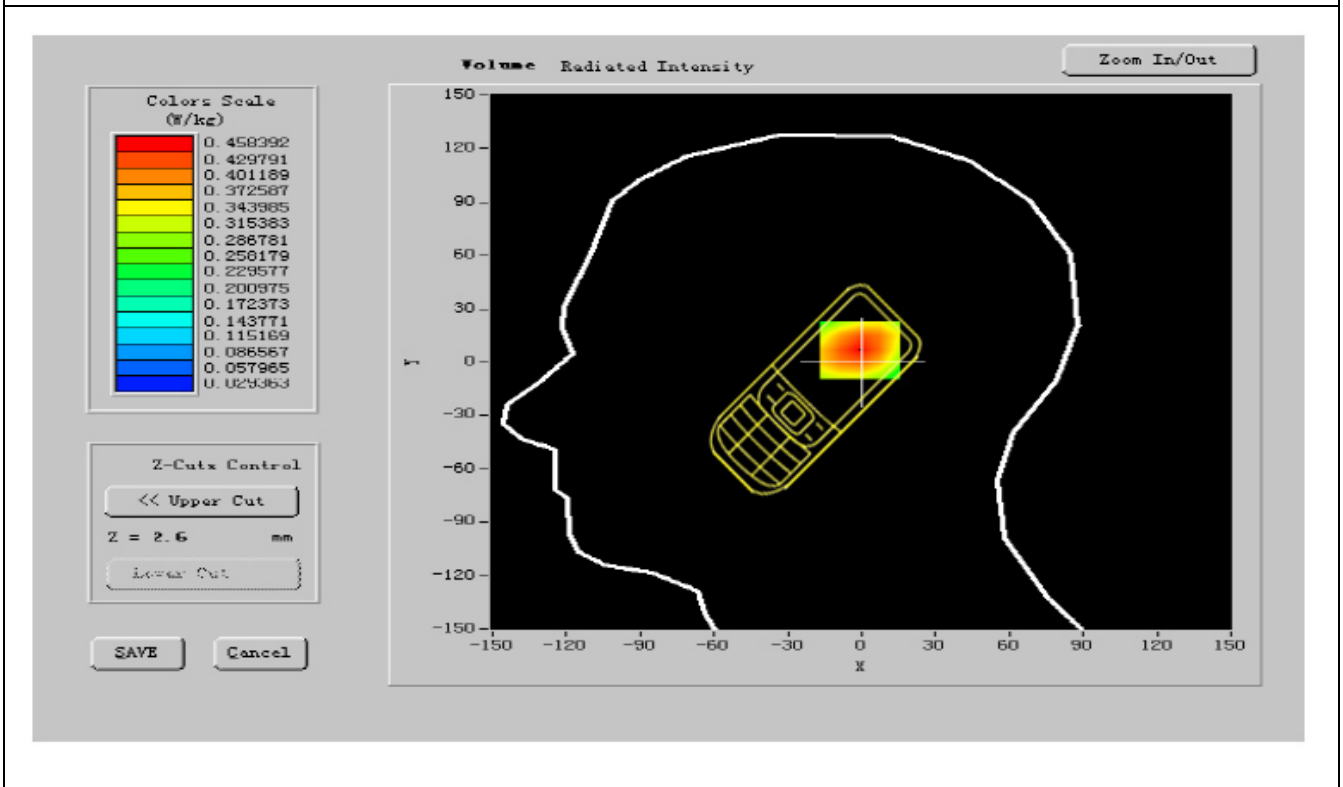 Volume Radiated Intensity
Zoom In/Out
Colors Scale
(W/kg)
0.458392
0.429791
0.401189
0.372587
0.343985
0.315383
0.286781
0.258179
0.229577
0.200975
0.172373
0.143771
0.115169
0.086567
0.057965
0.029363
Z-Cuts Control
<< Upper Cut
Z = 2.6 mm
Lower Cut
SAVE
Cancel
150
120
90
60
30
0
-30
-60
-90
-120
-150
Y
-150 -120 -90 -60 -30 0 30 60 90 120 150
X